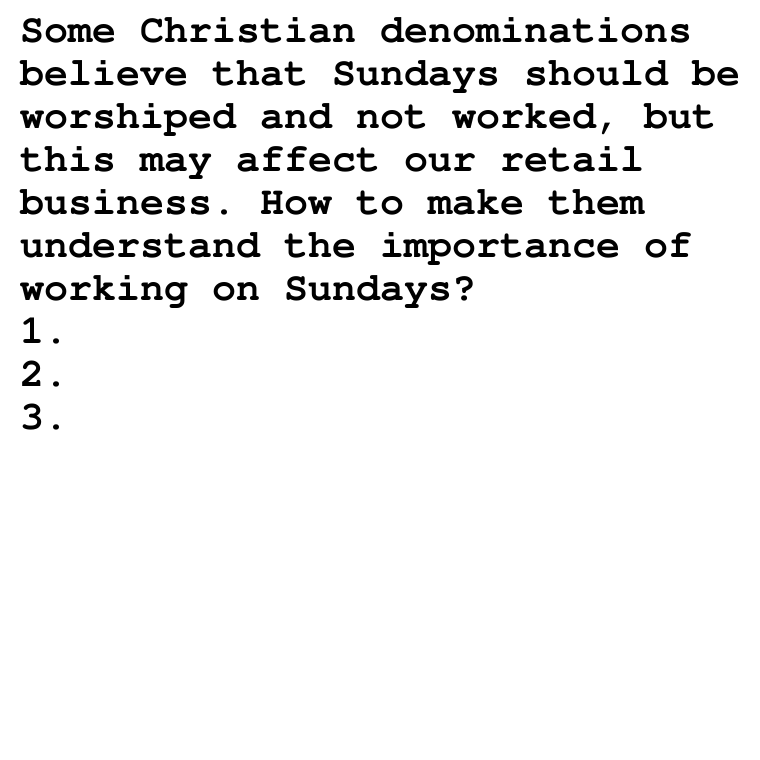 Some Christian denominations
believe that Sundays should be
worshiped and not worked, but
this may affect our retail
business. How to make them
understand the importance of
working on Sundays?
1.
2.
3.